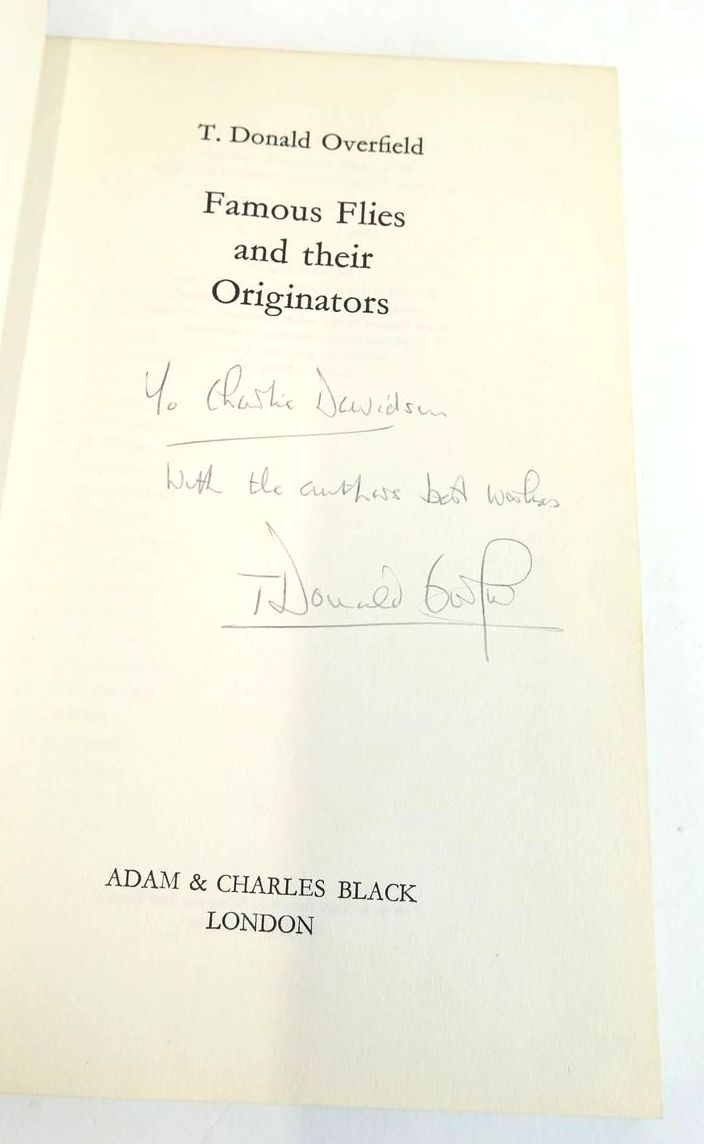 T. Donald Overfield
Famous Flies
and their
Originators
To Charlie Davidson
With the authors best wishes
T Donald Overfield
ADAM & CHARLES BLACK
LONDON